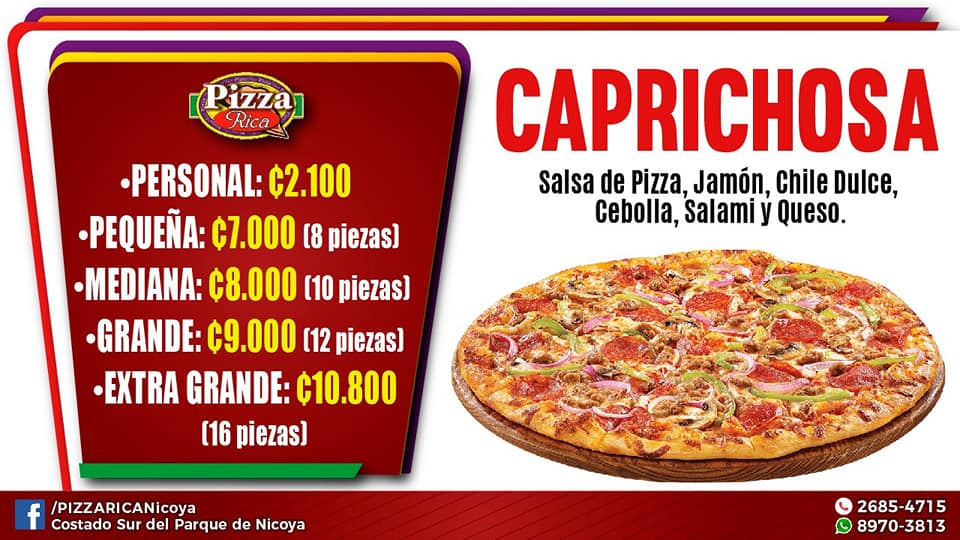 Pizza
Rica
•PERSONAL: ₡2.100
•PEQUEÑA: ₡7.000 (8 piezas)
•MEDIANA: ₡8.000 (10 piezas)
•GRANDE: ₡9.000 (12 piezas)
•EXTRA GRANDE: ₡10.800
(16 piezas)
CAPRICHOSA
Salsa de Pizza, Jamón, Chile Dulce,
Cebolla, Salami y Queso.
/PIZZARICANicoya
Costado Sur del Parque de Nicoya
2685-4715
8970-3813